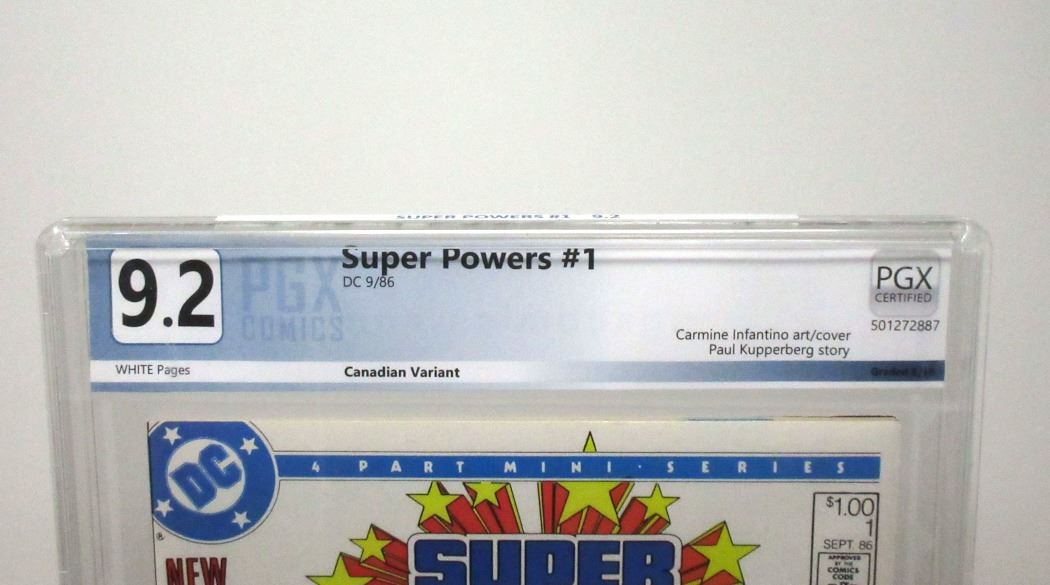 SUPER POWERS #1 9.2
9.2
PGX
COMICS
Super Powers #1
DC 9/86
PGX
CERTIFIED
501272887
Carmine Infantino art/cover
Paul Kupperberg story
WHITE Pages
Canadian Variant
Graded
DC
4 PART MINI-SERIES
®
NEW
SUPER
$1.00
1
SEPT 86
APPROVED
BY THE
COMICS
CODE